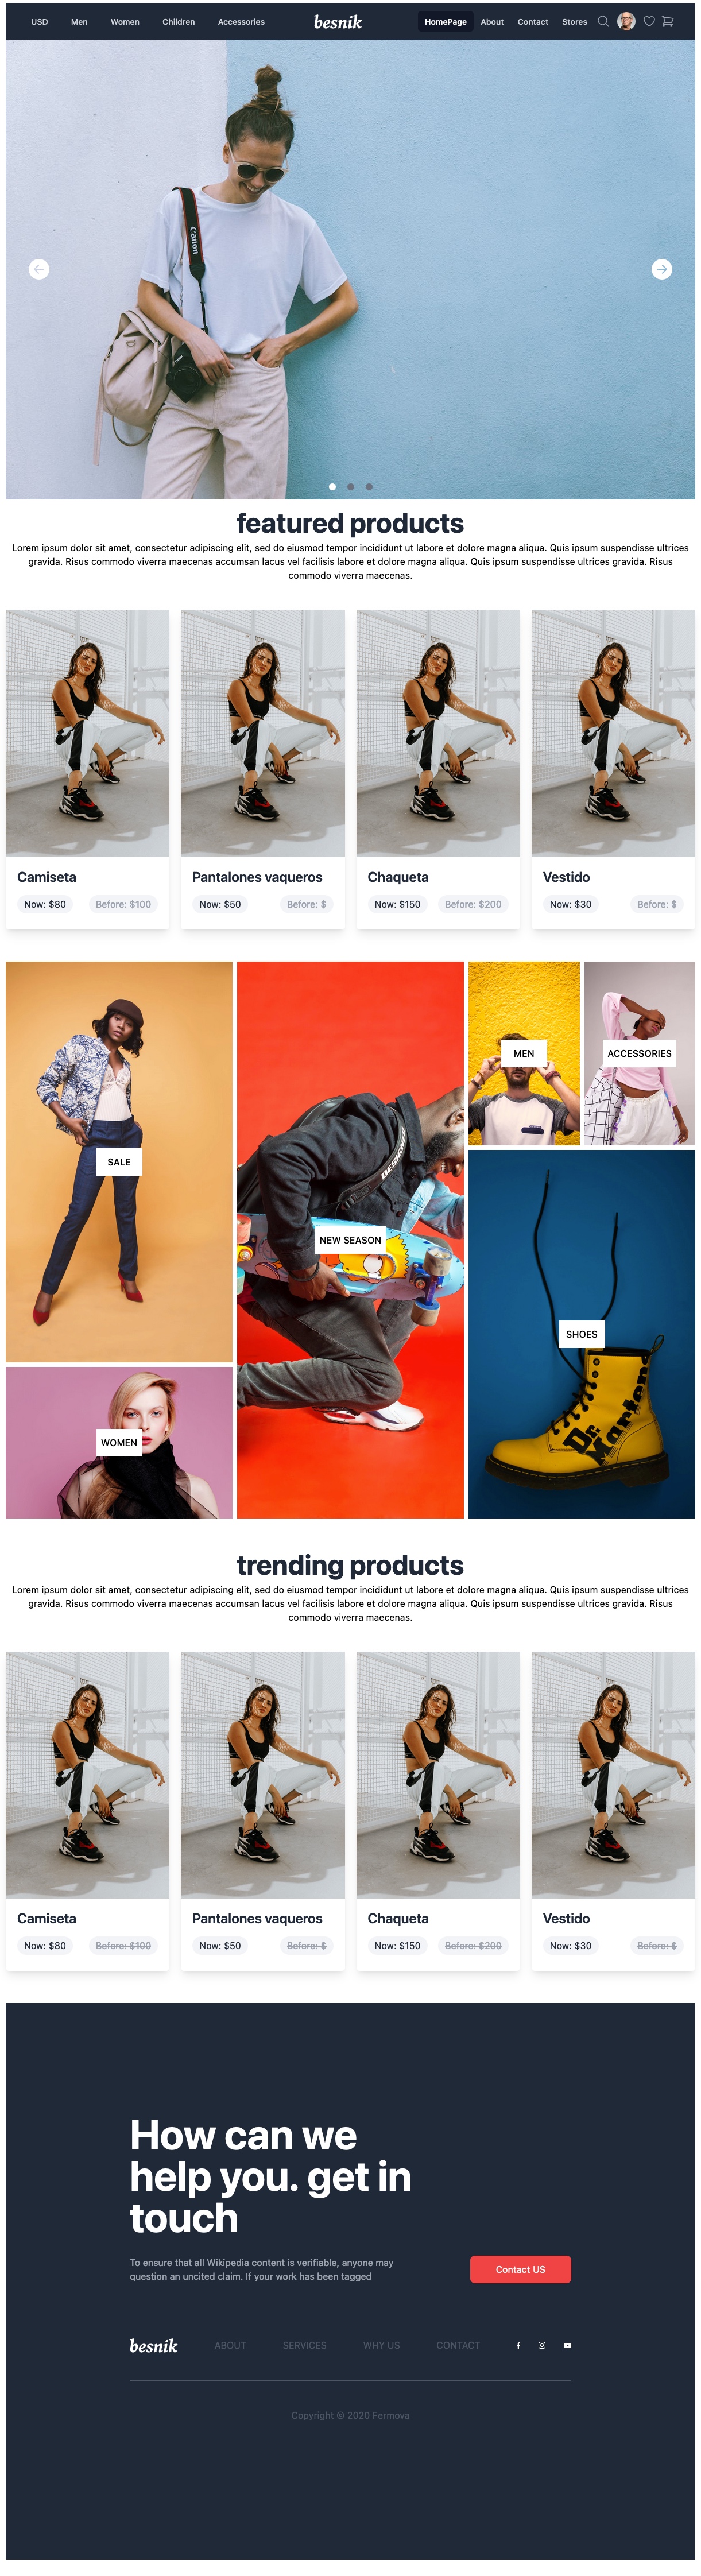 USD Men Women Children Accessories besnik HomePage About Contact Stores
Canon
featured products
Lorem ipsum dolor sit amet, consectetur adipiscing elit, sed do eiusmod tempor incididunt ut labore et dolore magna aliqua. Quis ipsum suspendisse ultrices
gravida. Risus commodo viverra maecenas accumsan lacus vel facilisis labore et dolore magna aliqua. Quis ipsum suspendisse ultrices gravida. Risus
commodo viverra maecenas.
Camiseta
Now: $80 Before: $100
Pantalones vaqueros
Now: $50 Before: $
Chaqueta
Now: $150 Before: $200
Vestido
Now: $30 Before: $
SALE
WOMEN
NEW SEASON
MEN
ACCESSORIES
SHOES
Dr.
trending products
Lorem ipsum dolor sit amet, consectetur adipiscing elit, sed do eiusmod tempor incididunt ut labore et dolore magna aliqua. Quis ipsum suspendisse ultrices
gravida. Risus commodo viverra maecenas accumsan lacus vel facilisis labore et dolore magna aliqua. Quis ipsum suspendisse ultrices gravida. Risus
commodo viverra maecenas.
Camiseta
Now: $80 Before: $100
Pantalones vaqueros
Now: $50 Before: $
Chaqueta
Now: $150 Before: $200
Vestido
Now: $30 Before: $
How can we
help you. get in
touch
To ensure that all Wikipedia content is verifiable, anyone may
question an uncited claim. If your work has been tagged
Contact US
besnik ABOUT SERVICES WHY US CONTACT
Copyright © 2020 Fermova